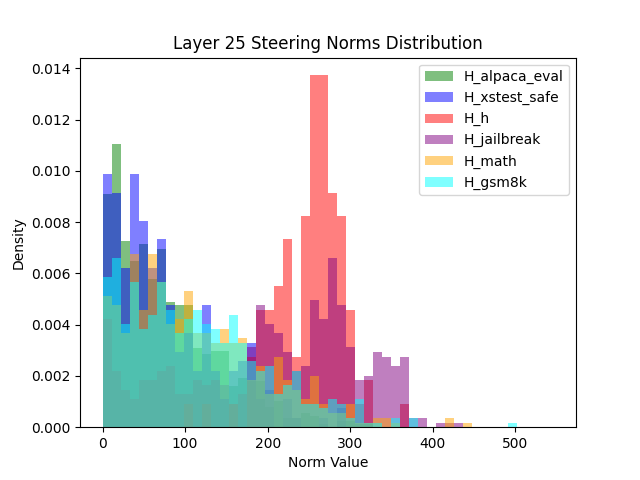 Layer 25 Steering Norms Distribution
H_alpaca_eval
H_xstest_safe
H_h
H_jailbreak
H_math
H_gsm8k
Density
0.014
0.012
0.010
0.008
0.006
0.004
0.002
0.000
0
100
200
300
400
500
Norm Value